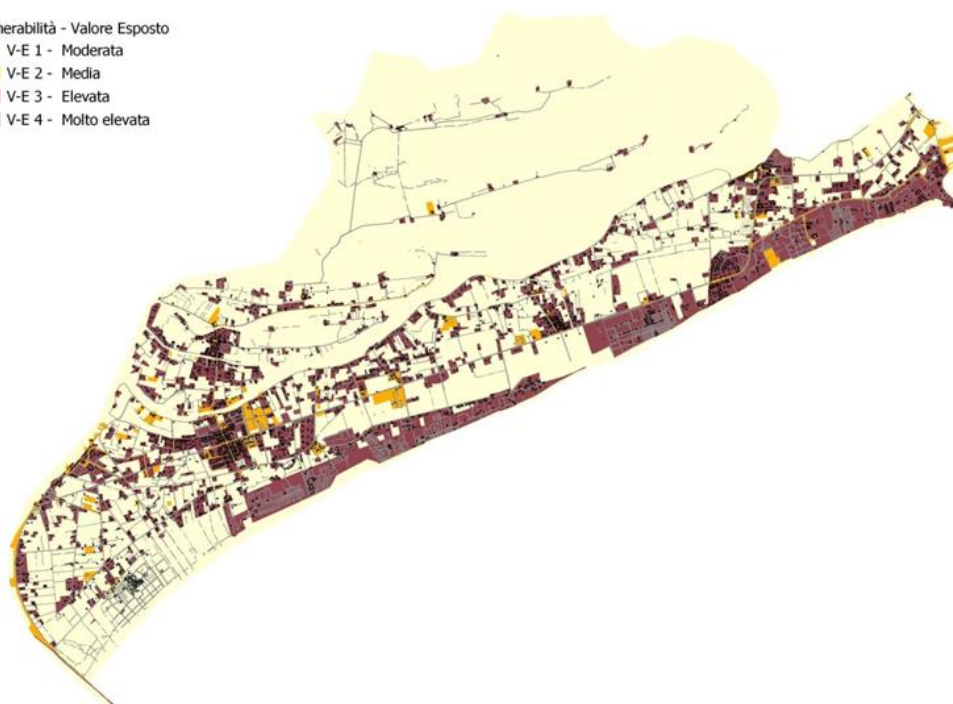 nerabilità - Valore Esposto
V-E 1 - Moderata
V-E 2 - Media
V-E 3 - Elevata
V-E 4 - Molto elevata